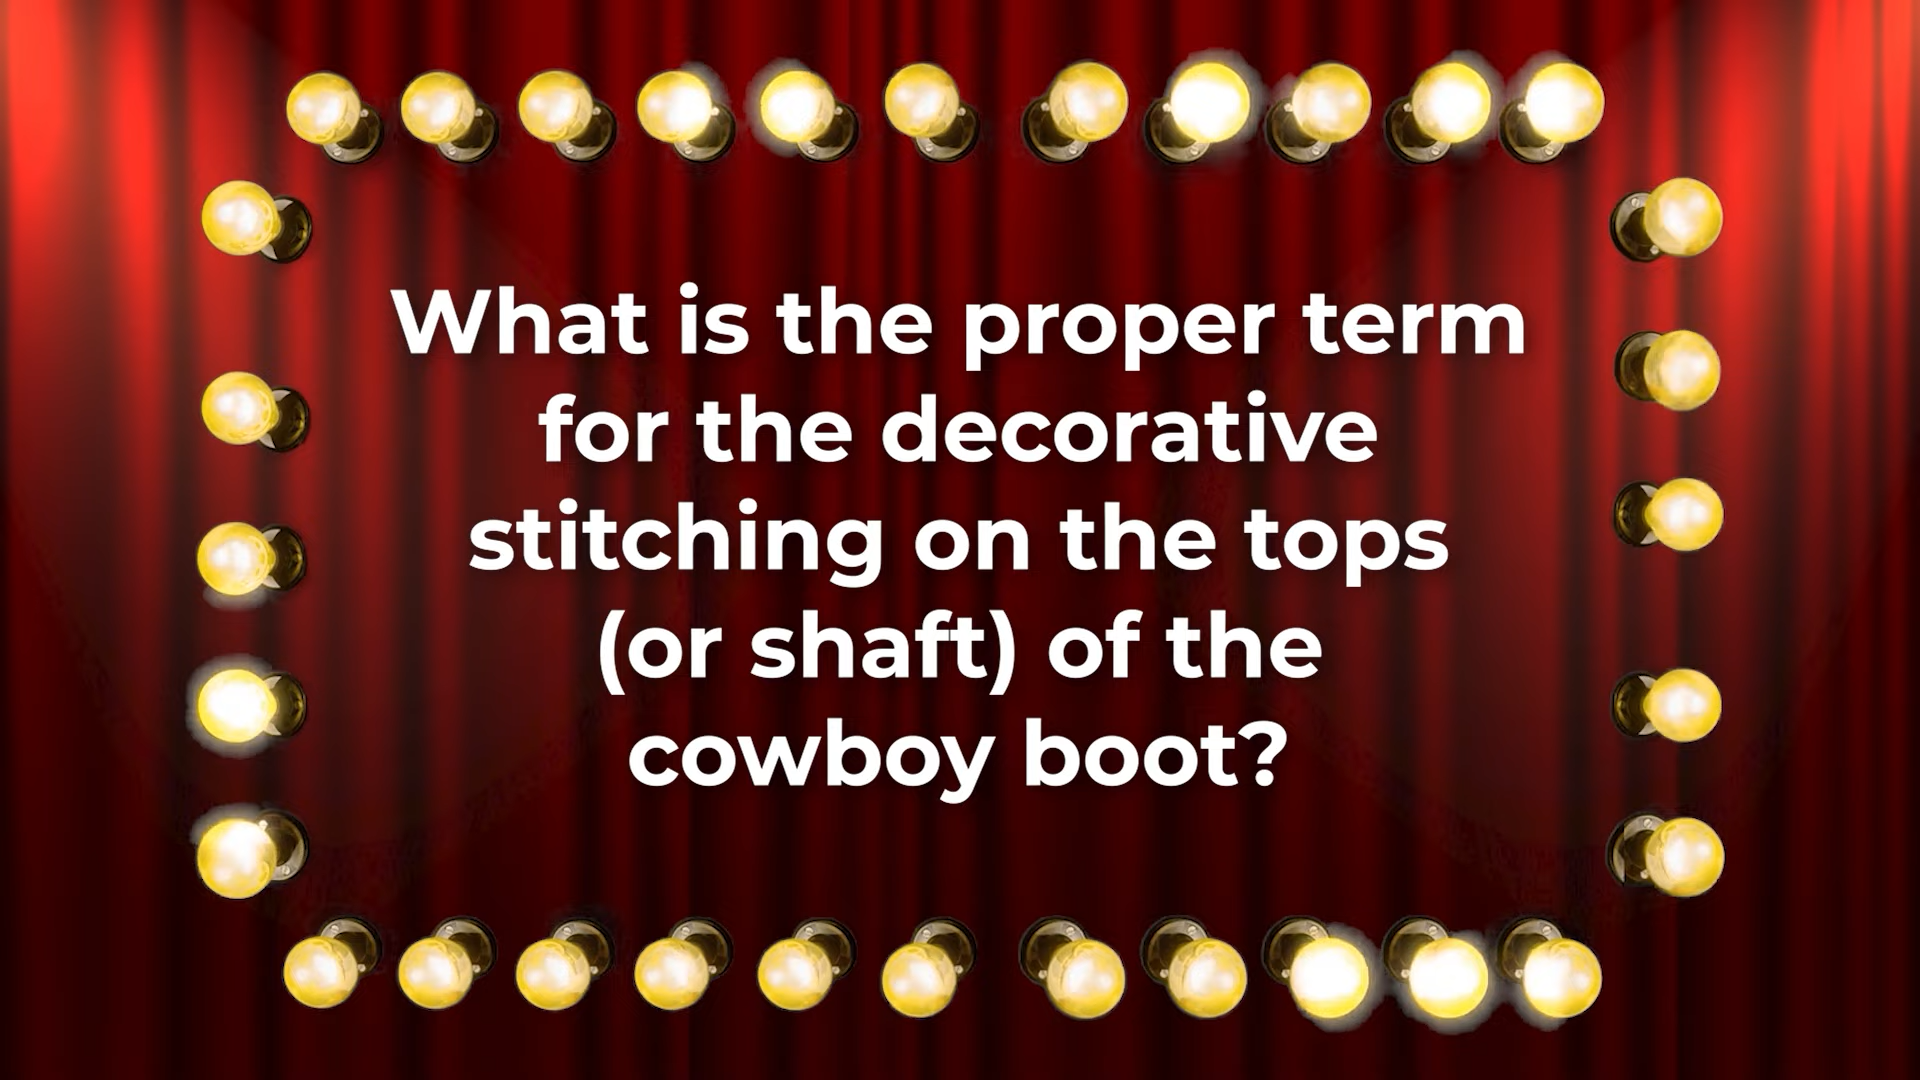 What is the proper term
for the decorative
stitching on the tops
(or shaft) of the
cowboy boot?